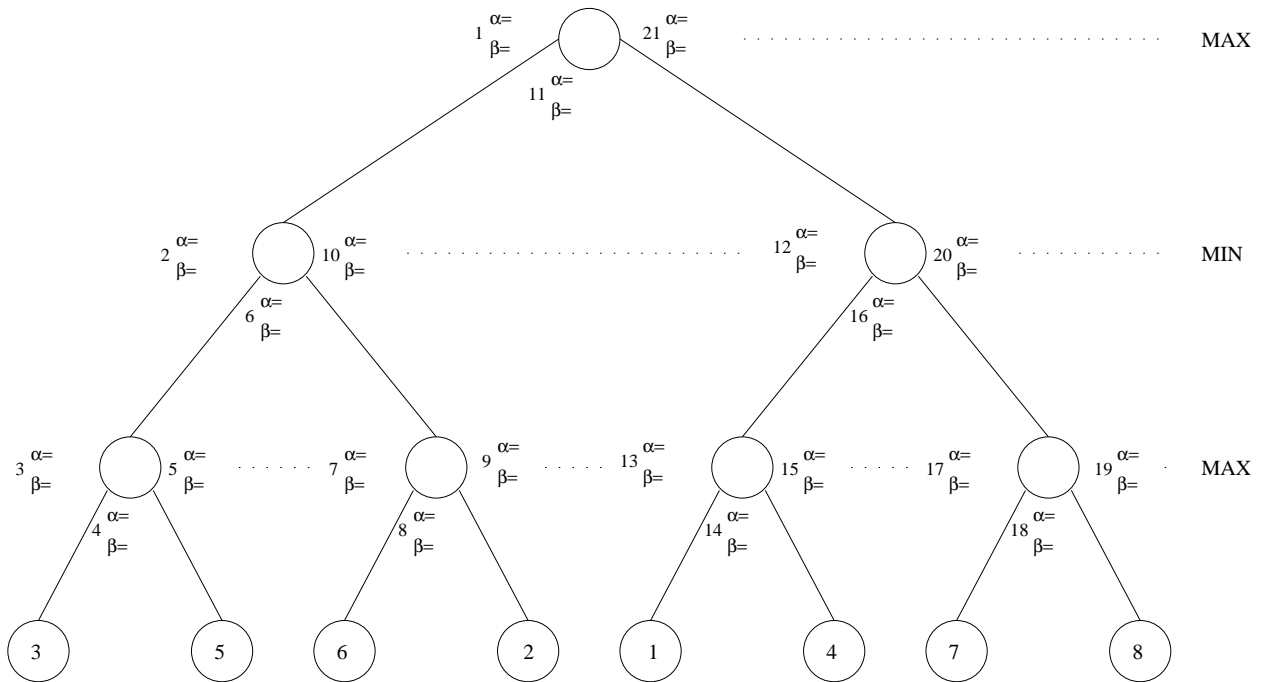 1 α= β=
21 α= β=
MAX
11 α= β=
2 α= β=
10 α= β=
12 α= β=
20 α= β=
MIN
6 α= β=
16 α= β=
3 α= β=
5 α= β=
7 α= β=
9 α= β=
13 α= β=
15 α= β=
17 α= β=
19 α= β=
MAX
4 α= β=
8 α= β=
14 α= β=
18 α= β=
3 5 6 2 1 4 7 8